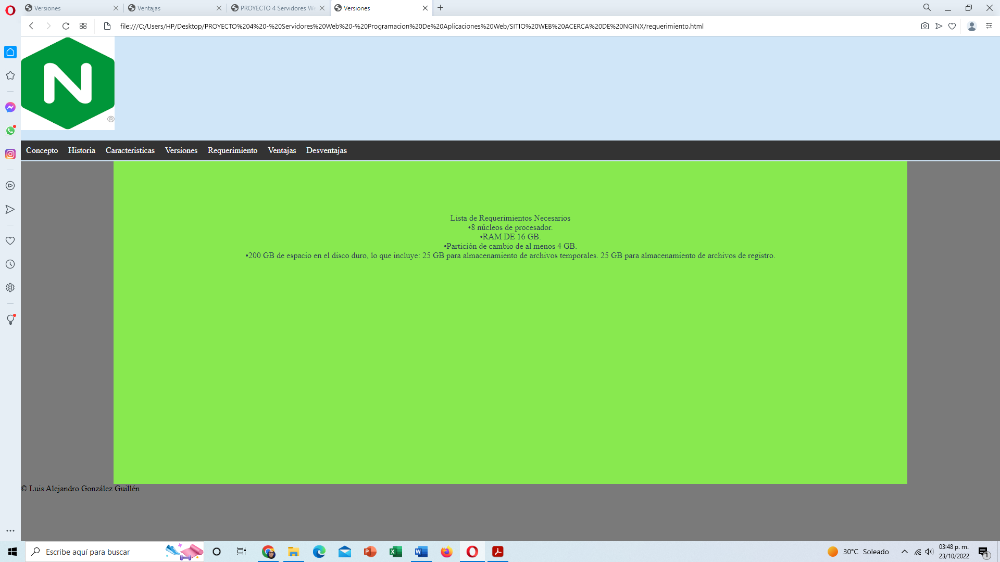 Versiones
Ventajas
PROYECTO 4 Servidores We
Versiones
file:///C:/Users/HP/Desktop/PROYECTO%204%20-%20Servidores%20Web%20-%20Programacion%20De%20Aplicaciones%20Web/SITIO%20WEB%20ACERCA%20DE%20NGINX/requerimiento.html
N
®
Concepto Historia Caracteristicas Versiones Requerimiento Ventajas Desventajas
Lista de Requerimientos Necesarios
•8 núcleos de procesador.
•RAM DE 16 GB.
•Partición de cambio de al menos 4 GB.
•200 GB de espacio en el disco duro, lo que incluye: 25 GB para almacenamiento de archivos temporales. 25 GB para almacenamiento de archivos de registro.
© Luis Alejandro González Guillén
Escribe aquí para buscar
30°C Soleado
03:48 p. m.
23/10/2022
1